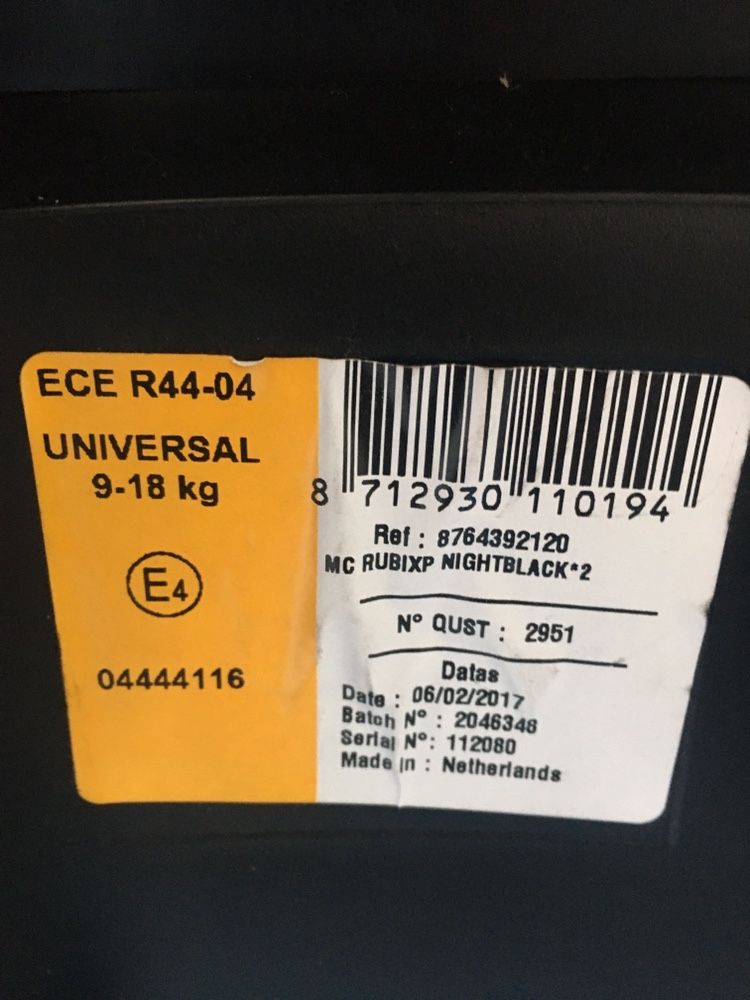 ECE R44-04
UNIVERSAL
9-18 kg
E4
04444116
8 712930 110194
Ref : 8764392120
MC RUBIXP NIGHTBLACK*2
N° QUST : 2951
Datas
Date : 06/02/2017
Batch N° : 2046348
Serial N°: 112080
Made in : Netherlands